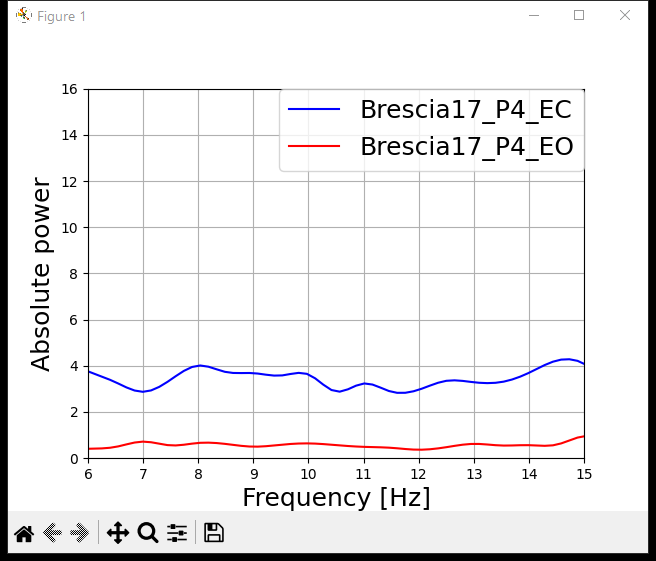 Figure 1
Brescia17_P4_EC
Brescia17_P4_EO
Absolute power
16
14
12
10
8
6
4
2
0
6 7 8 9 10 11 12 13 14 15
Frequency [Hz]